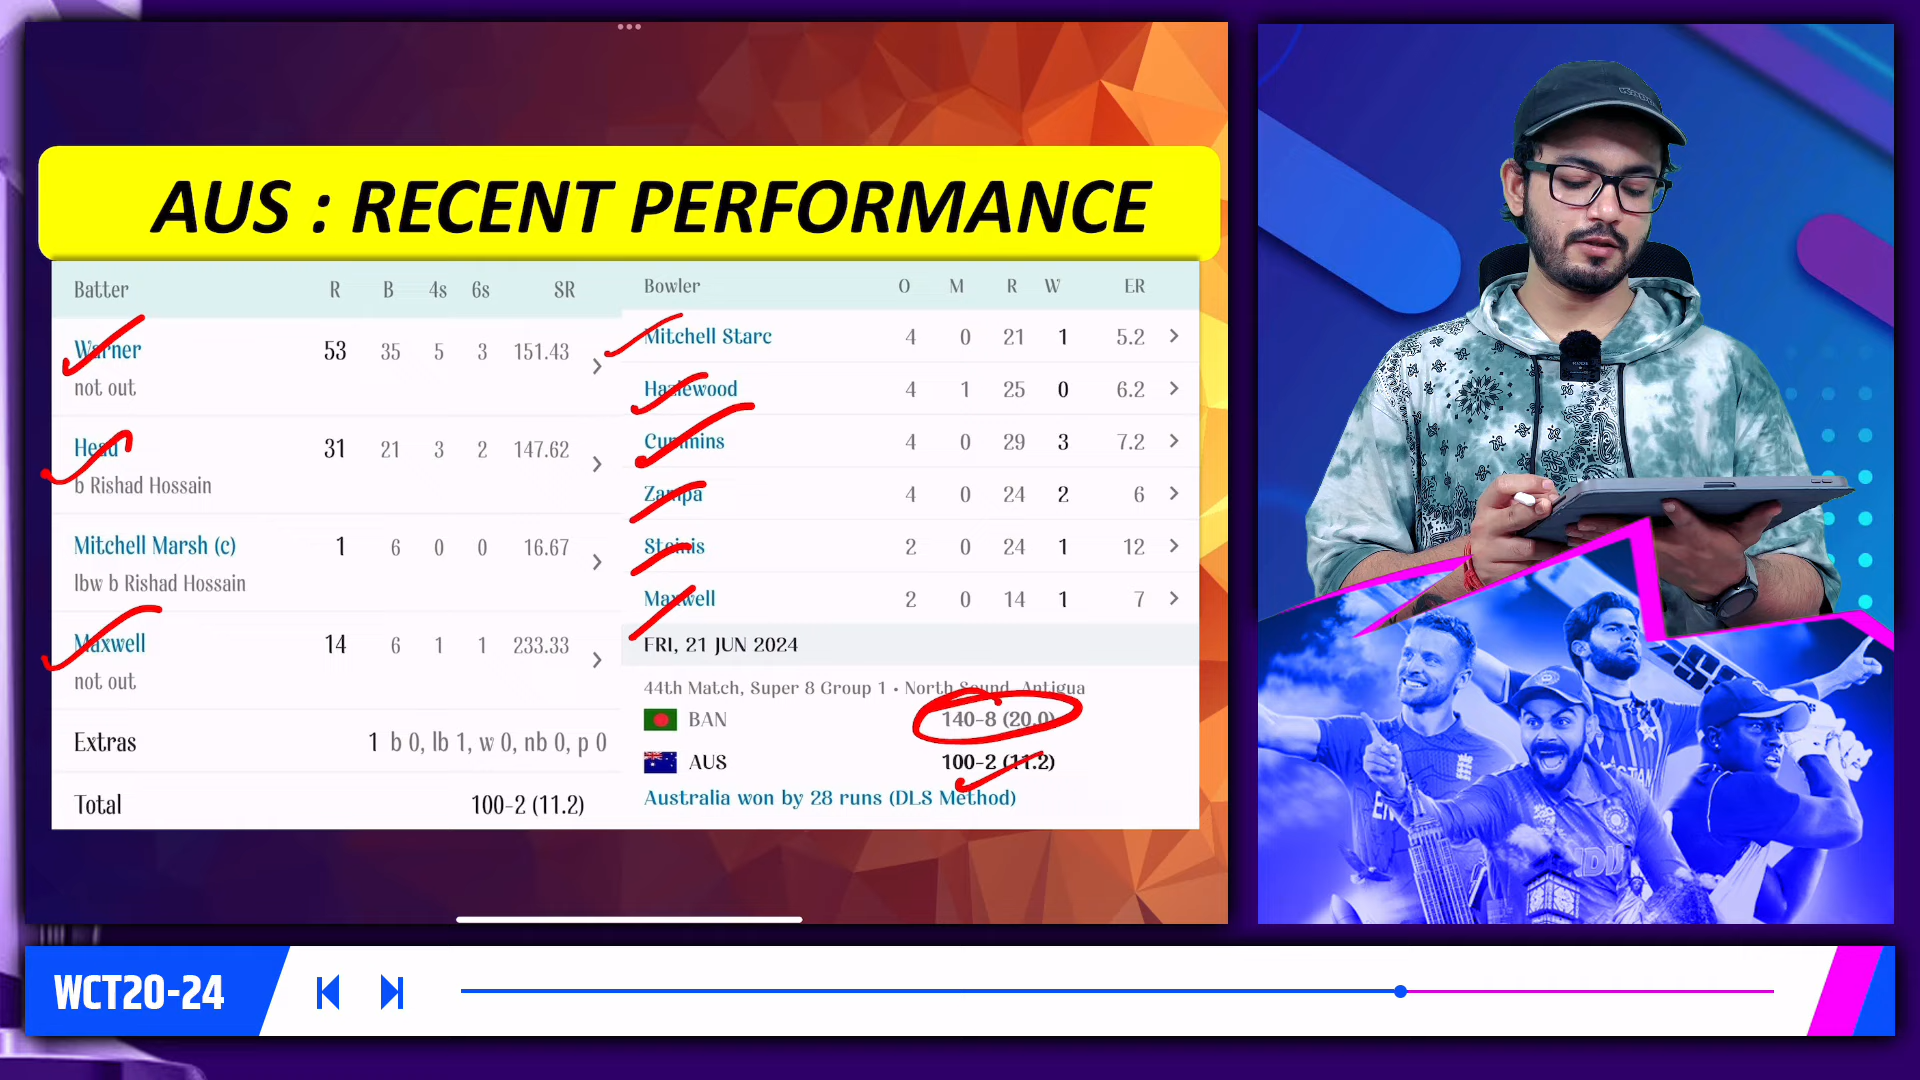 AUS : RECENT PERFORMANCE
Batter R B 4s 6s SR
Warner 53 35 5 3 151.43
not out
Head 31 21 3 2 147.62
b Rishad Hossain
Mitchell Marsh (c) 1 6 0 0 16.67
lbw b Rishad Hossain
Maxwell 14 6 1 1 233.33
not out
Extras 1 b 0, lb 1, w 0, nb 0, p 0
Total 100-2 (11.2)
Bowler O M R W ER
Mitchell Starc 4 0 21 1 5.2
Hazlewood 4 1 25 0 6.2
Cummins 4 0 29 3 7.2
Zampa 4 0 24 2 6
Stoinis 2 0 24 1 12
Maxwell 2 0 14 1 7
FRI, 21 JUN 2024
44th Match, Super 8 Group 1 • North Sound, Antigua
BAN 140-8 (20.0)
AUS 100-2 (11.2)
Australia won by 28 runs (DLS Method)
WCT20-24